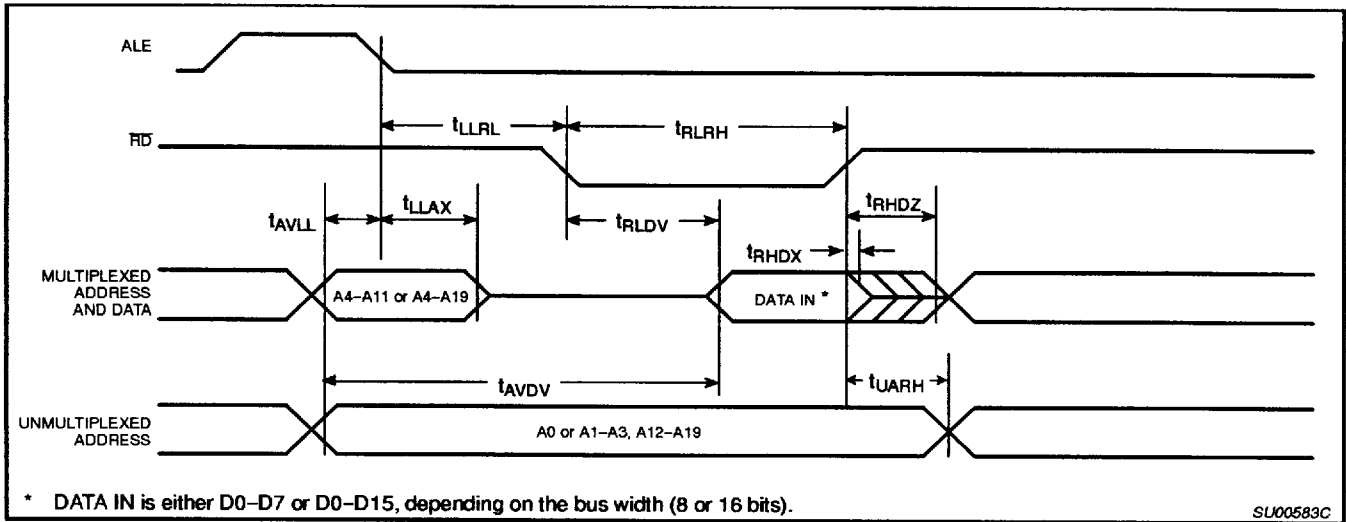 ALE
tLLRL
tRLRH
RD
tAVLL
tLLAX
tRLDV
tRHDZ
tRHDX
MULTIPLEXED
ADDRESS
AND DATA
A4–A11 or A4–A19
DATA IN *
tAVDV
tUARH
UNMULTIPLEXED
ADDRESS
A0 or A1–A3, A12–A19
* DATA IN is either D0–D7 or D0–D15, depending on the bus width (8 or 16 bits).
SU00583C